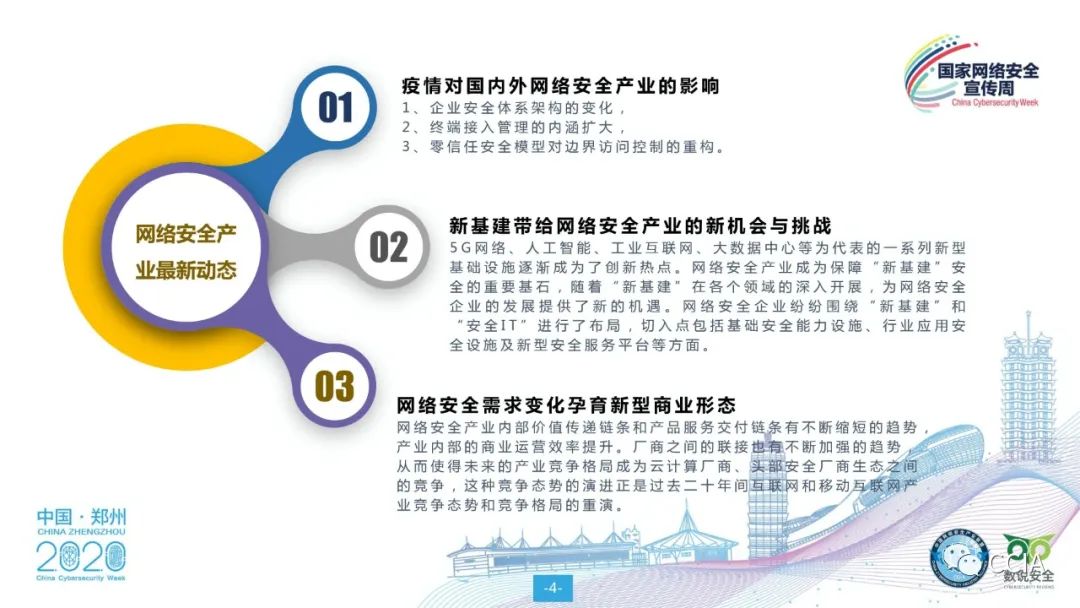 国家网络安全
宣传周
China Cybersecurity Week
01
疫情对国内外网络安全产业的影响
1、企业安全体系架构的变化，
2、终端接入管理的内涵扩大，
3、零信任安全模型对边界访问控制的重构。
网络安全产
业最新动态
02
新基建带给网络安全产业的新机会与挑战
5G网络、人工智能、工业互联网、大数据中心等为代表的一系列新型
基础设施逐渐成为了创新热点。网络安全产业成为保障“新基建”安
全的重要基石，随着“新基建”在各个领域的深入开展，为网络安全
企业的发展提供了新的机遇。网络安全企业纷纷围绕“新基建”和
“安全IT”进行了布局，切入点包括基础安全能力设施、行业应用安
全设施及新型安全服务平台等方面。
03
网络安全需求变化孕育新型商业形态
网络安全产业内部价值传递链条和产品服务交付链条有不断缩短的趋势，
产业内部的商业运营效率提升。厂商之间的联接也有不断加强的趋势，
从而使得未来的产业竞争格局成为云计算厂商、头部安全厂商生态之间
的竞争，这种竞争态势的演进正是过去二十年间互联网和移动互联网产
业竞争态势和竞争格局的重演。
中国·郑州
CHINA ZHENGZHOU
2020
China Cybersecurity Week
-4-
CCIA
数说安全